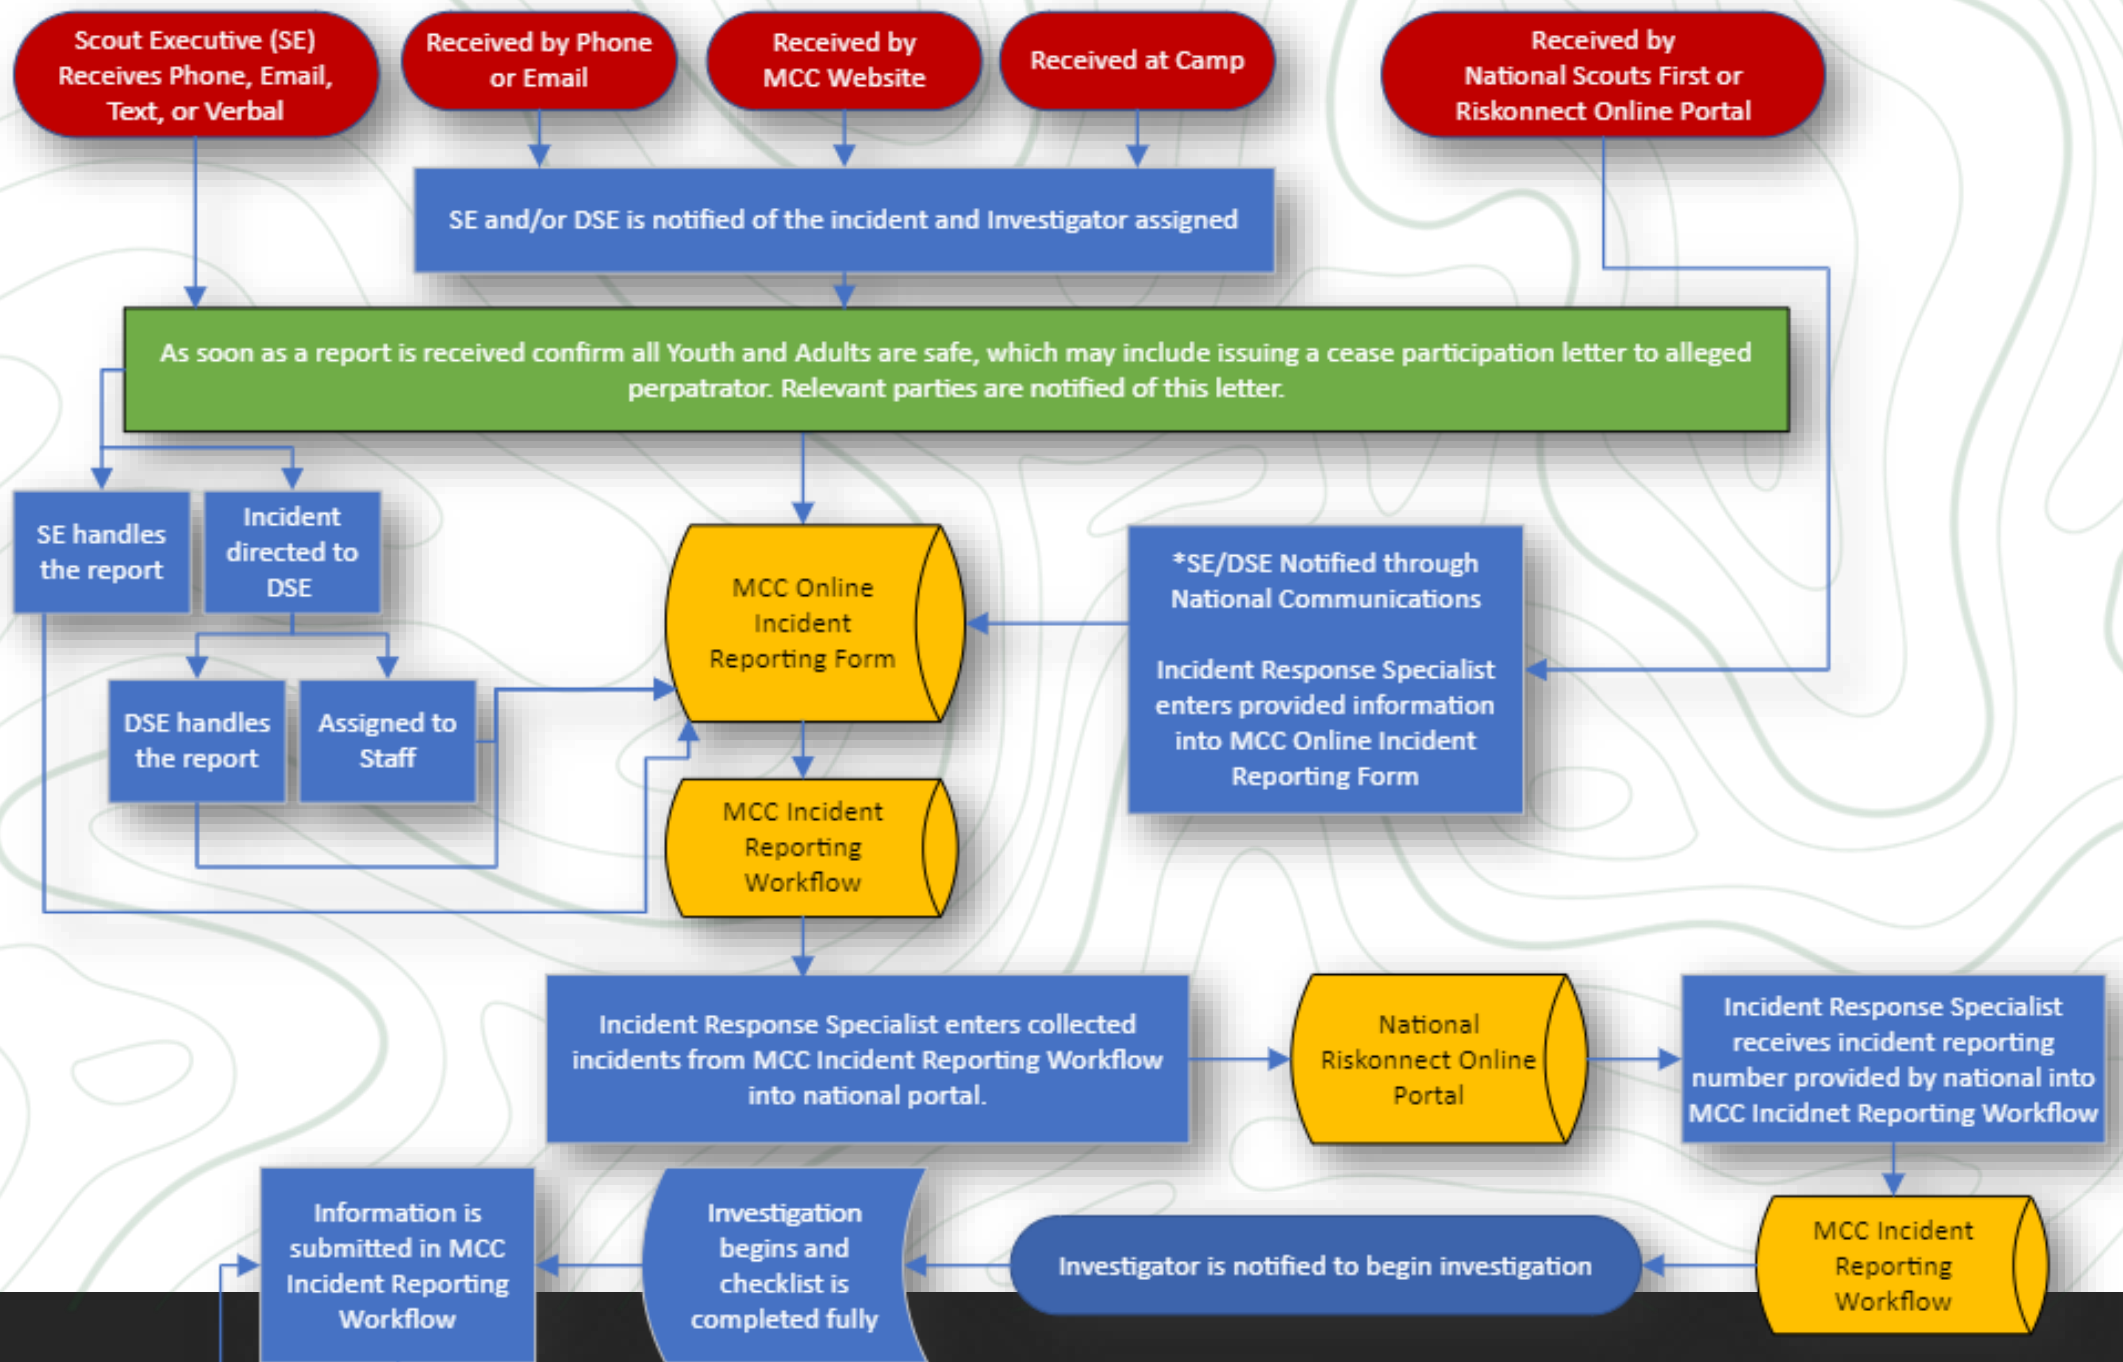 Scout Executive (SE)
Receives Phone, Email,
Text, or Verbal
Received by Phone
or Email
Received by
MCC Website
Received at Camp
Received by
National Scouts First or
Riskonnect Online Portal
SE and/or DSE is notified of the incident and Investigator assigned
As soon as a report is received confirm all Youth and Adults are safe, which may include issuing a cease participation letter to alleged
perpatrator. Relevant parties are notified of this letter.
SE handles
the report
Incident
directed to
DSE
DSE handles
the report
Assigned to
Staff
MCC Online
Incident
Reporting Form
*SE/DSE Notified through
National Communications
Incident Response Specialist
enters provided information
into MCC Online Incident
Reporting Form
MCC Incident
Reporting
Workflow
Incident Response Specialist enters collected
incidents from MCC Incident Reporting Workflow
into national portal.
National
Riskonnect Online
Portal
Incident Response Specialist
receives incident reporting
number provided by national into
MCC Incidnet Reporting Workflow
MCC Incident
Reporting
Workflow
Investigator is notified to begin investigation
Investigation
begins and
checklist is
completed fully
Information is
submitted in MCC
Incident Reporting
Workflow